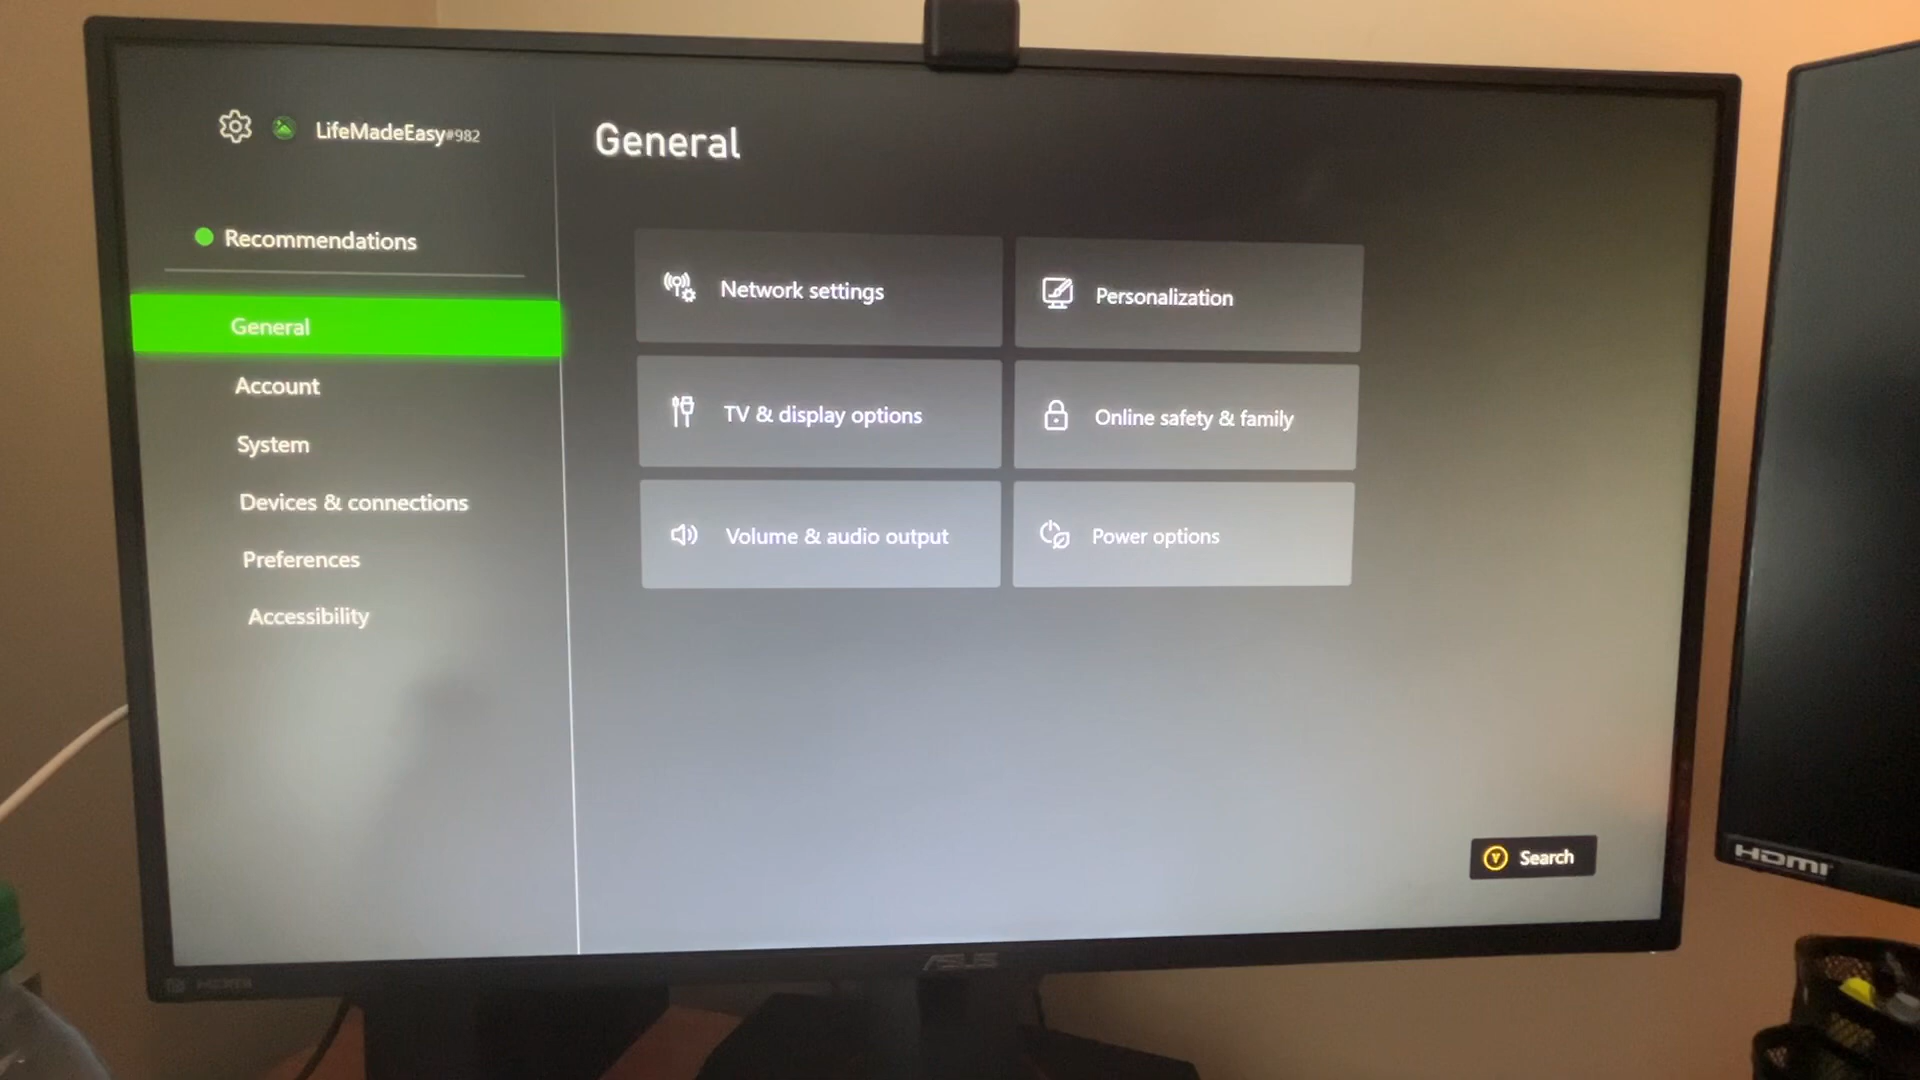 LifeMadeEasy#982
Recommendations
General
Account
System
Devices & connections
Preferences
Accessibility
General
Network settings
Personalization
TV & display options
Online safety & family
Volume & audio output
Power options
Y Search
ASUS
HDMI
HDMI